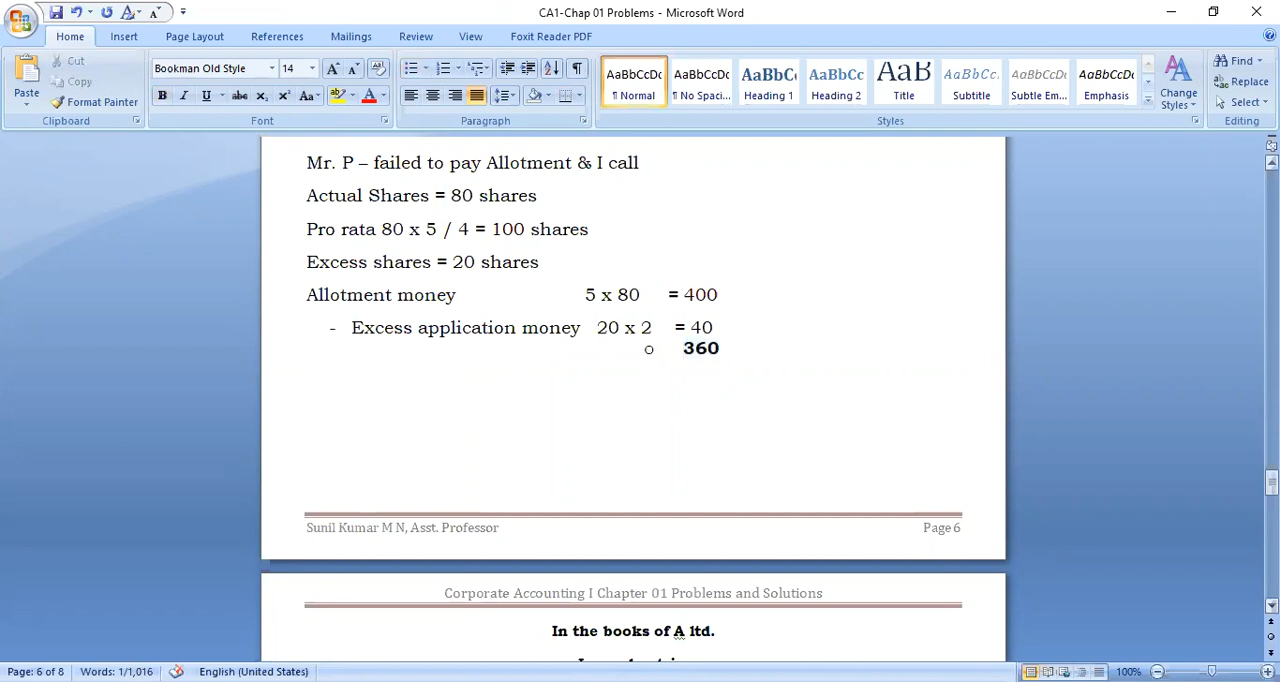 CA1-Chap 01 Problems - Microsoft Word
Home Insert Page Layout References Mailings Review View Foxit Reader PDF
Paste Cut Copy Format Painter
Bookman Old Style 14
AaBbCcDc AaBbCcDc AaBbC AaBbCc AaB AaBbCc. AaBbCcDc AaBbCcDc
¶ Normal ¶ No Spaci... Heading 1 Heading 2 Title Subtitle Subtle Em... Emphasis
Change Styles
Find Replace Select
Clipboard Font Paragraph Styles Editing
Mr. P – failed to pay Allotment & I call
Actual Shares = 80 shares
Pro rata 80 x 5 / 4 = 100 shares
Excess shares = 20 shares
Allotment money 5 x 80 = 400
- Excess application money 20 x 2 = 40
360
Sunil Kumar M N, Asst. Professor Page 6
Corporate Accounting I Chapter 01 Problems and Solutions
In the books of A ltd.
Page: 6 of 8 Words: 1/1,016 English (United States) 100%